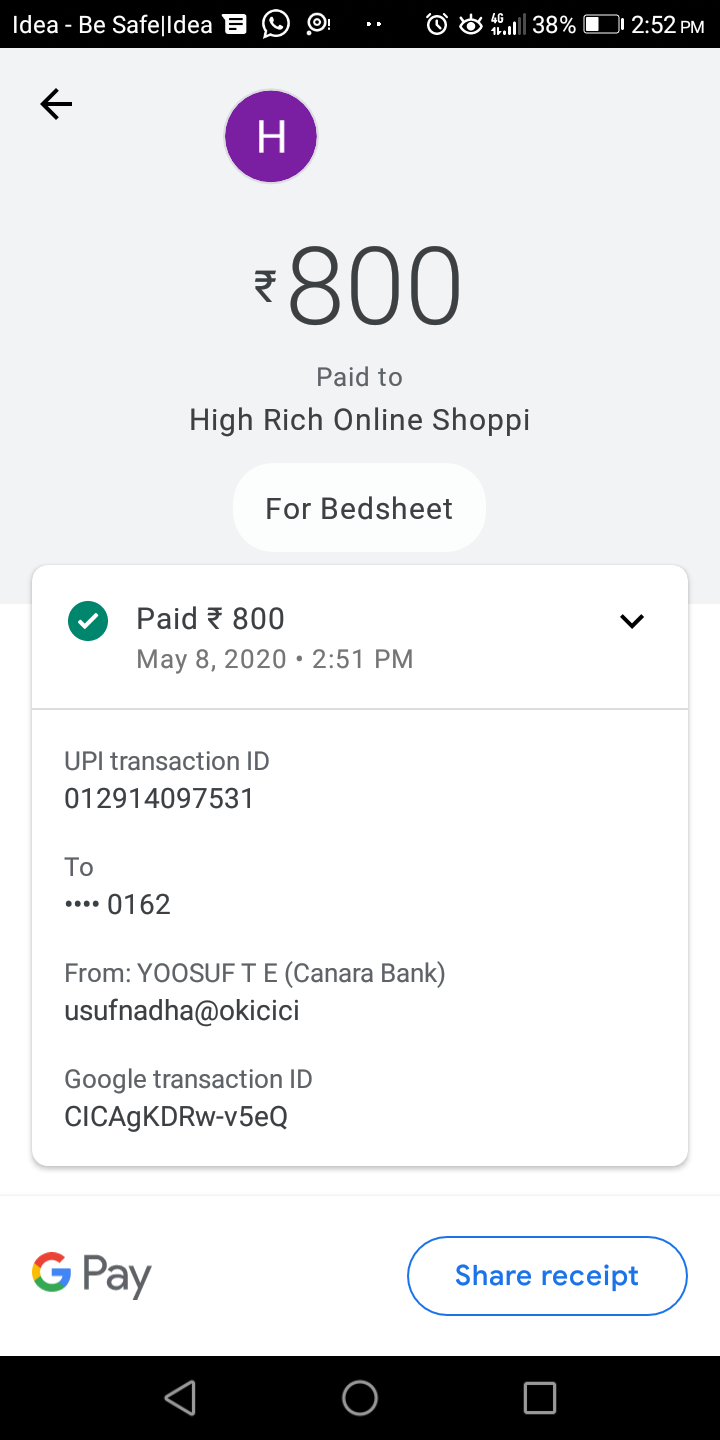 Idea - Be Safe|Idea 4G 38% 2:52 PM
H
₹800
Paid to
High Rich Online Shoppi
For Bedsheet
Paid ₹ 800
May 8, 2020 • 2:51 PM
UPI transaction ID
012914097531
To
•••• 0162
From: YOOSUF T E (Canara Bank)
usufnadha@okicici
Google transaction ID
CICAgKDRw-v5eQ
G Pay
Share receipt